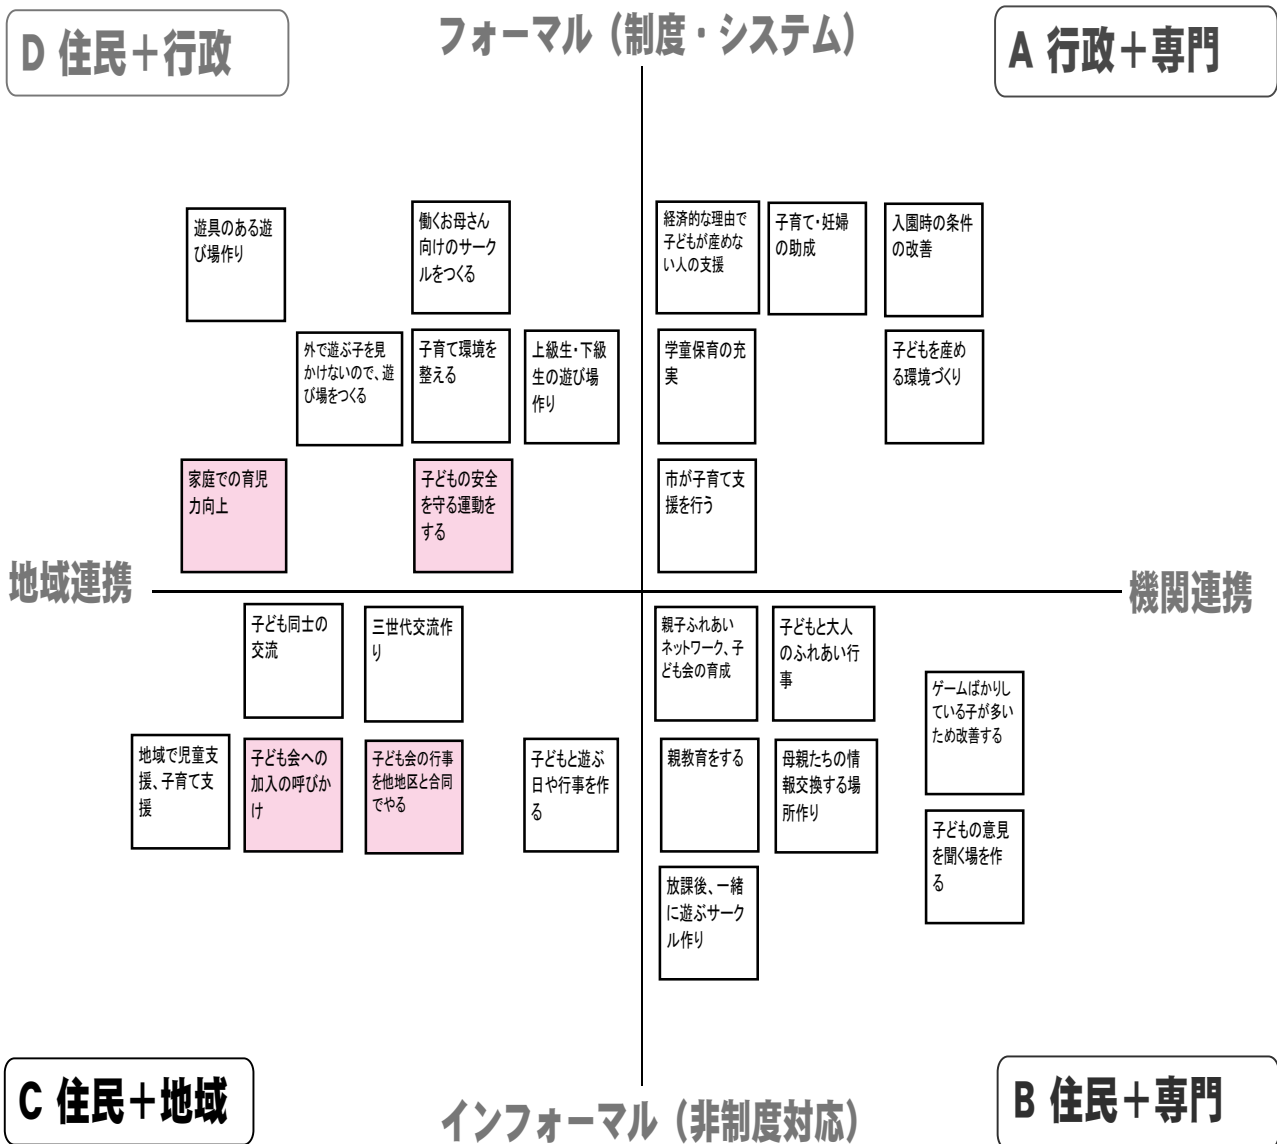 D 住民＋行政
フォーマル（制度・システム）
A 行政＋専門
遊具のある遊
び場作り
働くお母さん
向けのサーク
ルをつくる
経済的な理由で
子どもが産めな
い人の支援
子育て・妊婦
の助成
入園時の条件
の改善
外で遊ぶ子を見
かけないので、遊
び場をつくる
子育て環境を
整える
上級生・下級
生の遊び場
作り
学童保育の充
実
子どもを産め
る環境づくり
家庭での育児
力向上
子どもの安全
を守る運動を
する
市が子育て支
援を行う
地域連携
機関連携
子ども同士の
交流
三世代交流作
り
親子ふれあい
ネットワーク、子
ども会の育成
子どもと大人
のふれあい行
事
ゲームばかりし
ている子が多い
ため改善する
地域で児童支
援、子育て支
援
子ども会への
加入の呼びか
け
子ども会の行事
を他地区と合同
でやる
子どもと遊ぶ
日や行事を作
る
親教育をする
母親たちの情
報交換する場
所作り
子どもの意見
を聞く場を作
る
放課後、一緒
に遊ぶサーク
ル作り
C 住民＋地域
インフォーマル（非制度対応）
B 住民＋専門